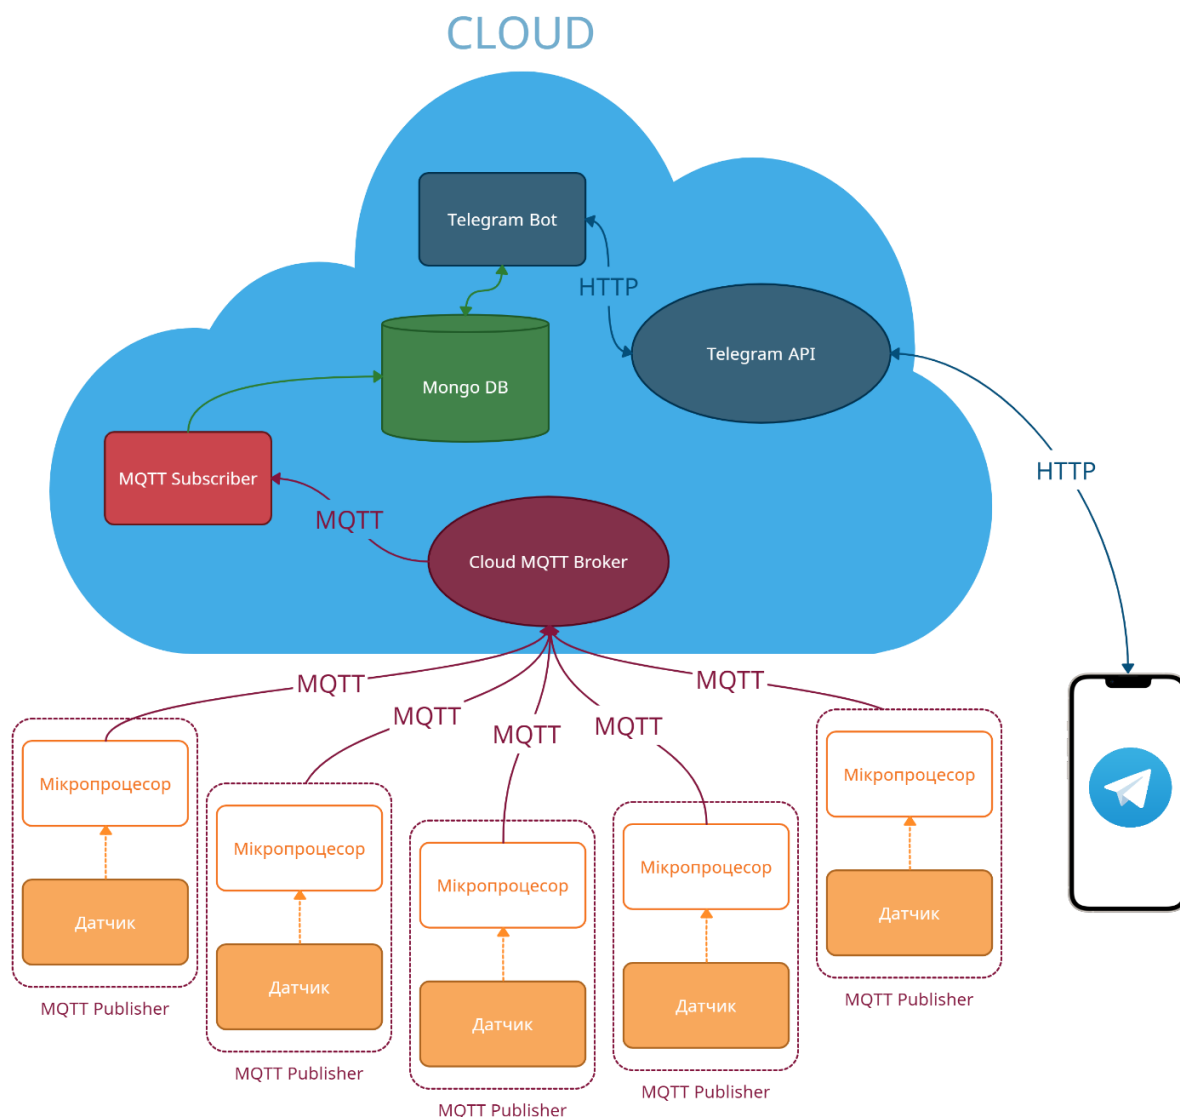 CLOUD
Telegram Bot
HTTP
Telegram API
Mongo DB
HTTP
MQTT Subscriber
MQTT
Cloud MQTT Broker
MQTT
MQTT
MQTT
MQTT
MQTT
Мікропроцесор
Датчик
MQTT Publisher
Мікропроцесор
Датчик
MQTT Publisher
Мікропроцесор
Датчик
MQTT Publisher
Мікропроцесор
Датчик
MQTT Publisher
Мікропроцесор
Датчик
MQTT Publisher